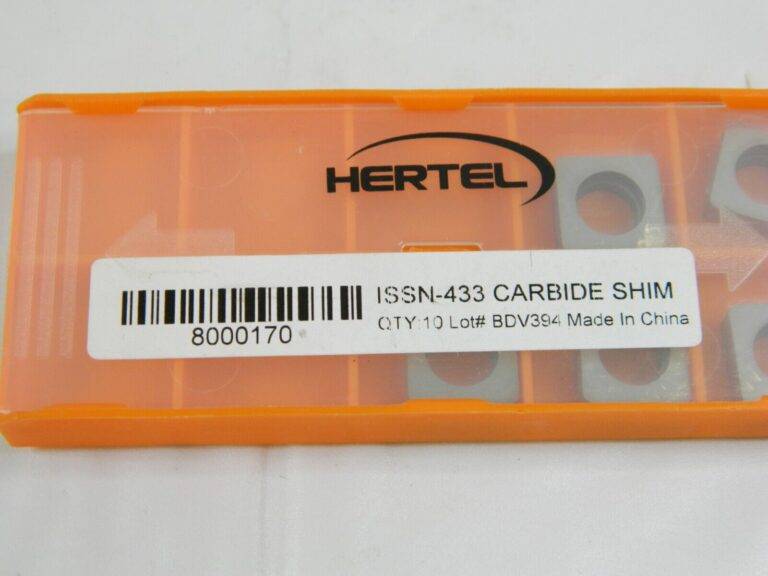 HERTEL
ISSN-433 CARBIDE SHIM
8000170
QTY:10 Lot# BDV394 Made In China